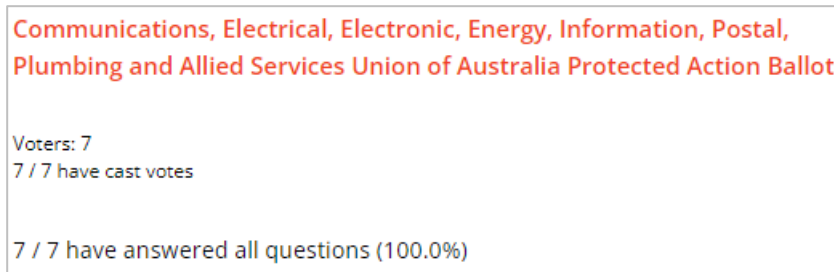 Communications, Electrical, Electronic, Energy, Information, Postal,
Plumbing and Allied Services Union of Australia Protected Action Ballot
Voters: 7
7 / 7 have cast votes
7 / 7 have answered all questions (100.0%)